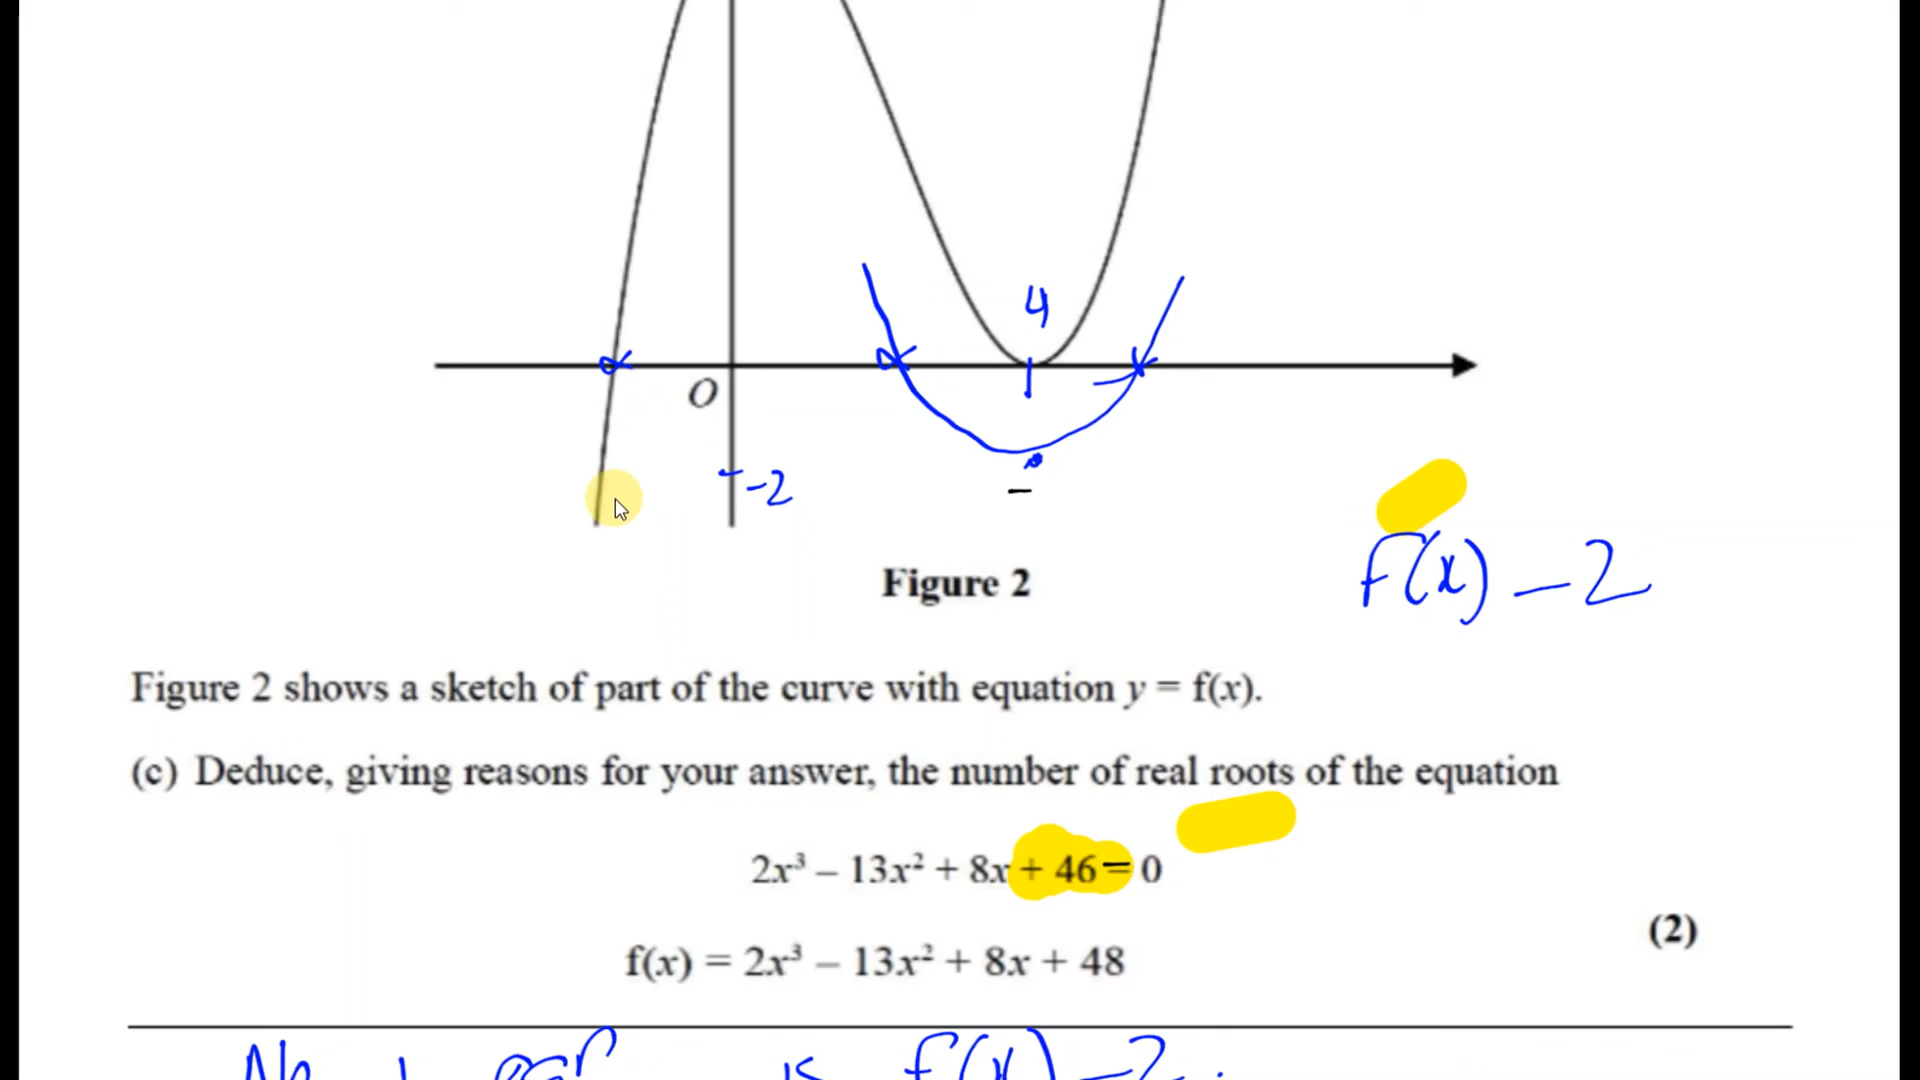 4
O
-2
–
f(x) – 2
Figure 2
Figure 2 shows a sketch of part of the curve with equation y = f(x).
(c) Deduce, giving reasons for your answer, the number of real roots of the equation
2x³ – 13x² + 8x + 46 = 0
(2)
f(x) = 2x³ – 13x² + 8x + 48
is f(x) – 2